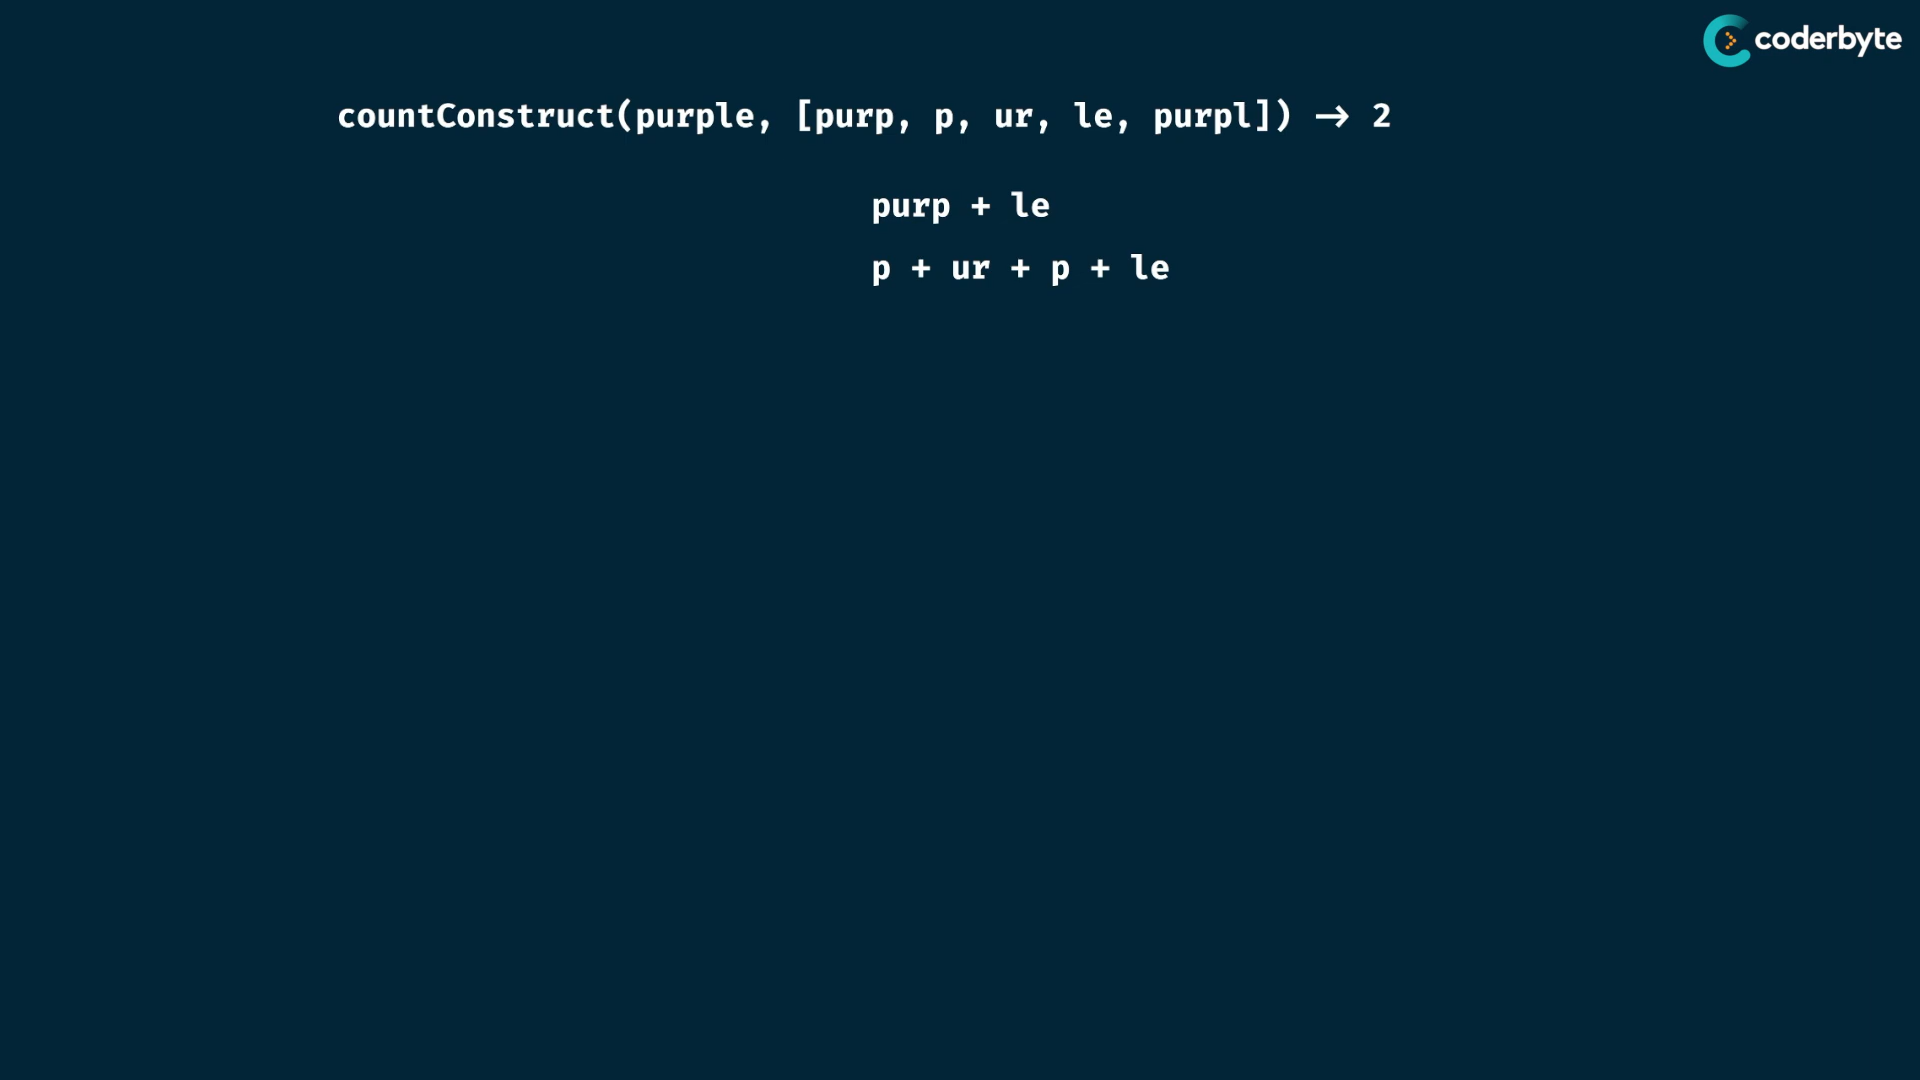 coderbyte
countConstruct(purple, [purp, p, ur, le, purpl]) → 2
purp + le
p + ur + p + le